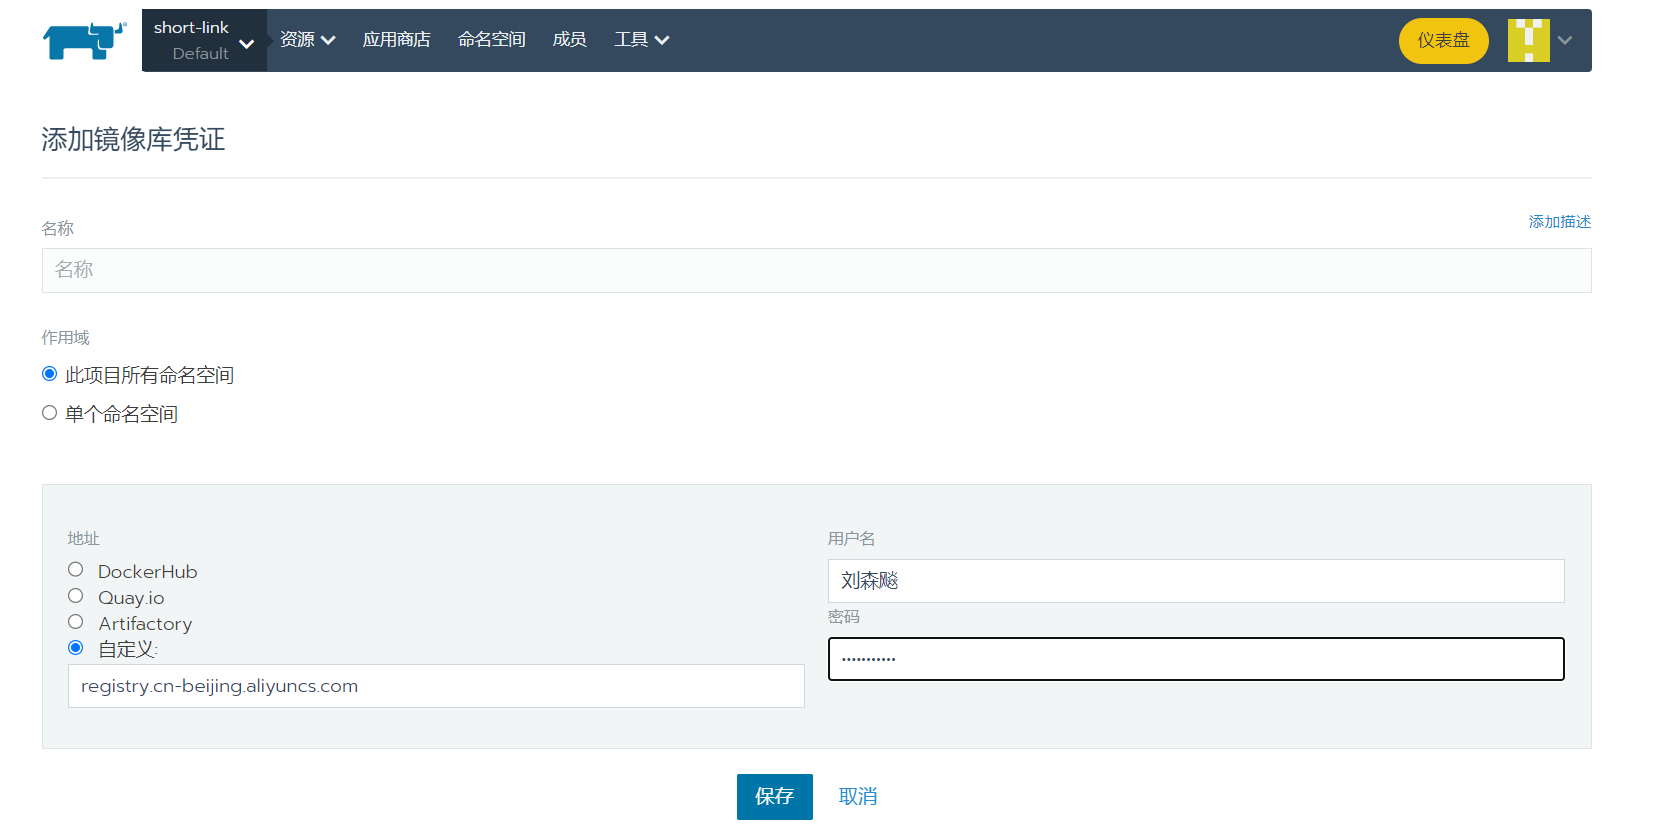 short-link
Default
资源
应用商店
命名空间
成员
工具
仪表盘
添加镜像库凭证
名称
添加描述
名称
作用域
此项目所有命名空间
单个命名空间
地址
DockerHub
Quay.io
Artifactory
自定义:
registry.cn-beijing.aliyuncs.com
用户名
刘森飚
密码
•••••••••••
保存
取消